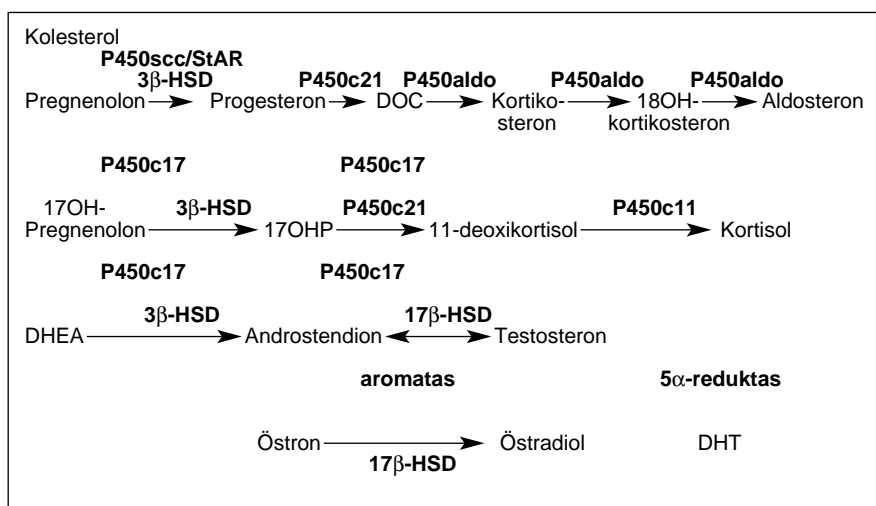 Kolesterol
P450scc/StAR
3β-HSD P450c21 P450aldo P450aldo P450aldo
Pregnenolon Progesteron DOC Kortiko- 18OH- Aldosteron
steron kortikosteron
P450c17 P450c17
17OH- 3β-HSD P450c21 P450c11
Pregnenolon 17OHP 11-deoxikortisol Kortisol
P450c17 P450c17
3β-HSD 17β-HSD
DHEA Androstendion Testosteron
aromatas 5α-reduktas
Östron Östradiol DHT
17β-HSD